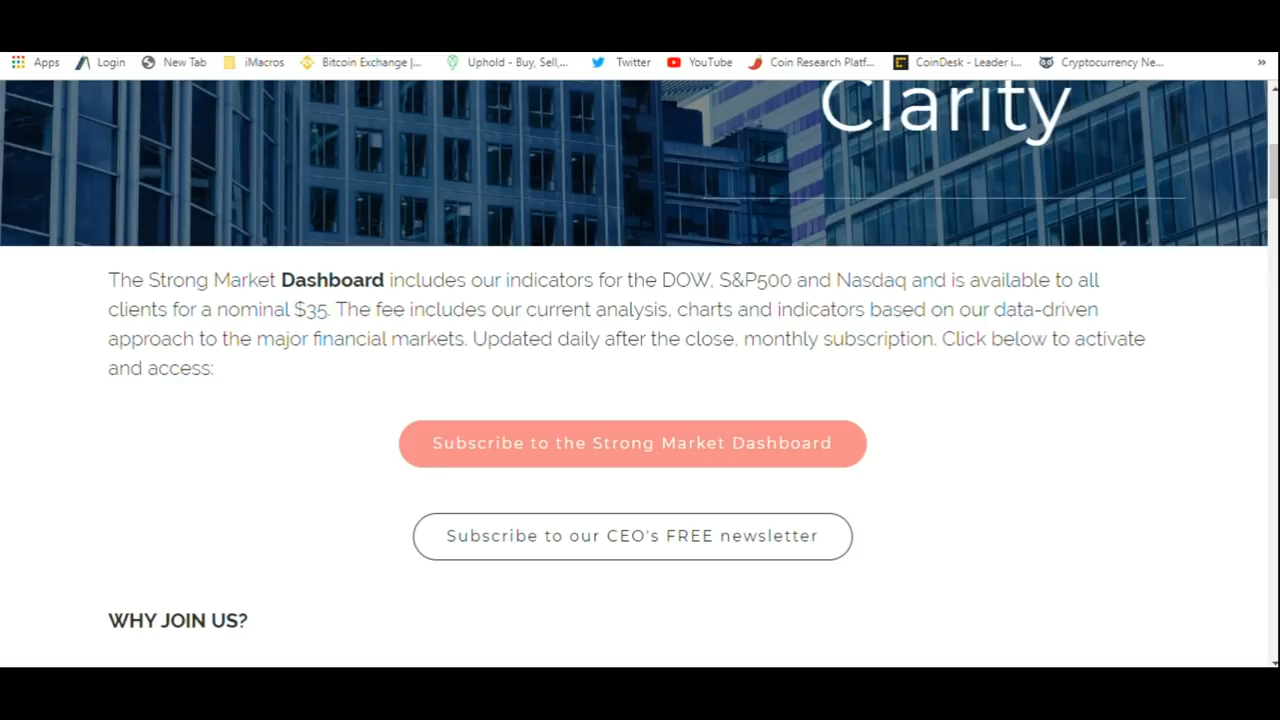 Apps Login New Tab iMacros Bitcoin Exchange |... Uphold - Buy, Sell,... Twitter YouTube Coin Research Platf... CoinDesk - Leader i... Cryptocurrency Ne... »
Clarity
The Strong Market Dashboard includes our indicators for the DOW, S&P500 and Nasdaq and is available to all
clients for a nominal $35. The fee includes our current analysis, charts and indicators based on our data-driven
approach to the major financial markets. Updated daily after the close, monthly subscription. Click below to activate
and access:
Subscribe to the Strong Market Dashboard
Subscribe to our CEO's FREE newsletter
WHY JOIN US?